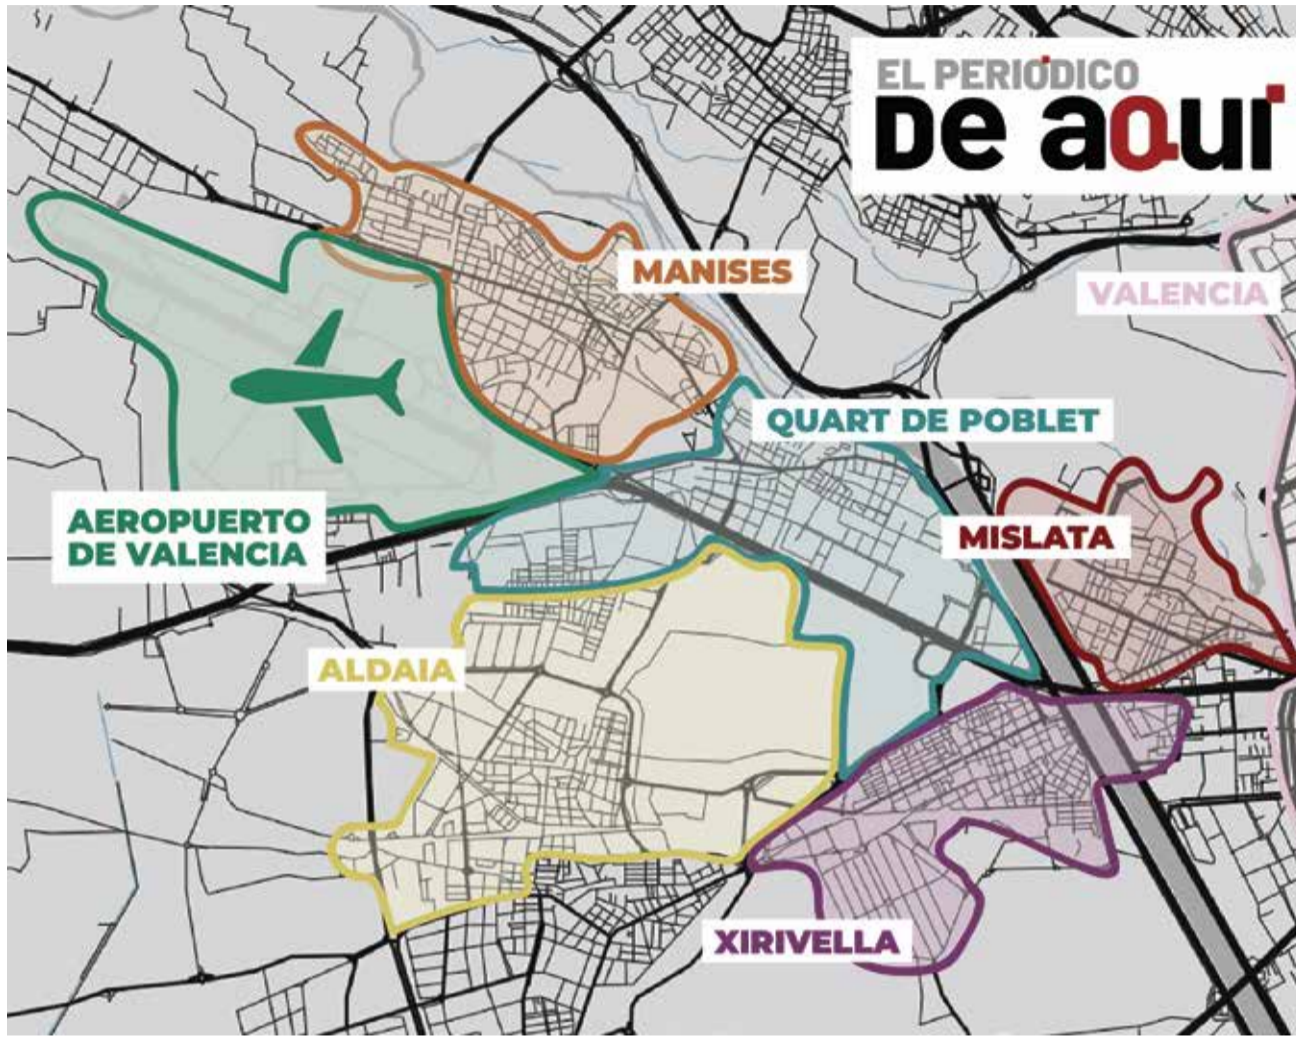 EL PERIÓDICO
DE AQUÍ
MANISES
VALENCIA
QUART DE POBLET
AEROPUERTO
DE VALENCIA
MISLATA
ALDAIA
XIRIVELLA